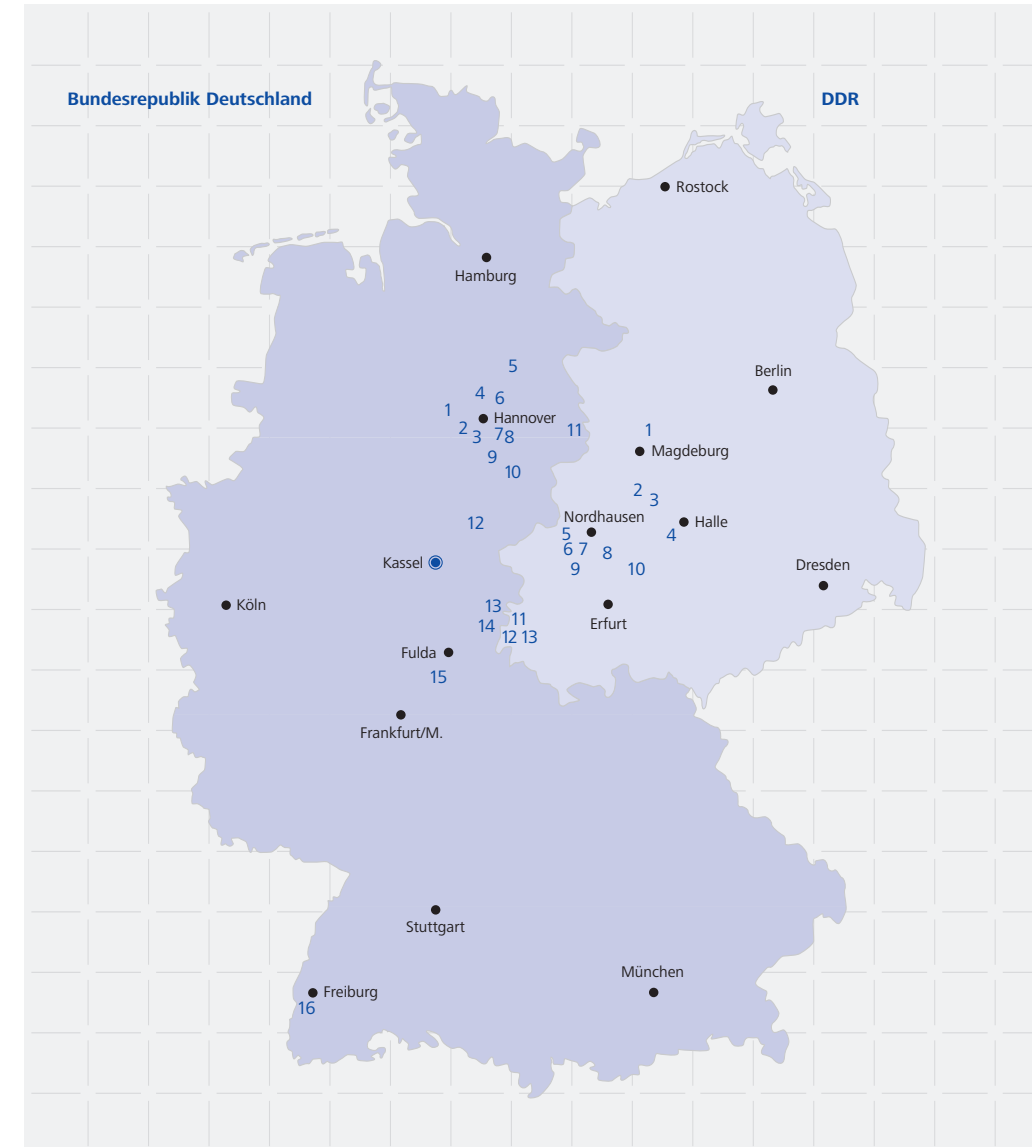 Bundesrepublik Deutschland
DDR
Rostock
Hamburg
5
Berlin
4
6
1
Hannover
2
3
7
8
11
1
9
Magdeburg
10
2
3
12
Nordhausen
Halle
5
4
6
7
8
Kassel
9
10
Dresden
Köln
13
11
14
Erfurt
12
13
Fulda
15
Frankfurt/M.
Stuttgart
München
Freiburg
16